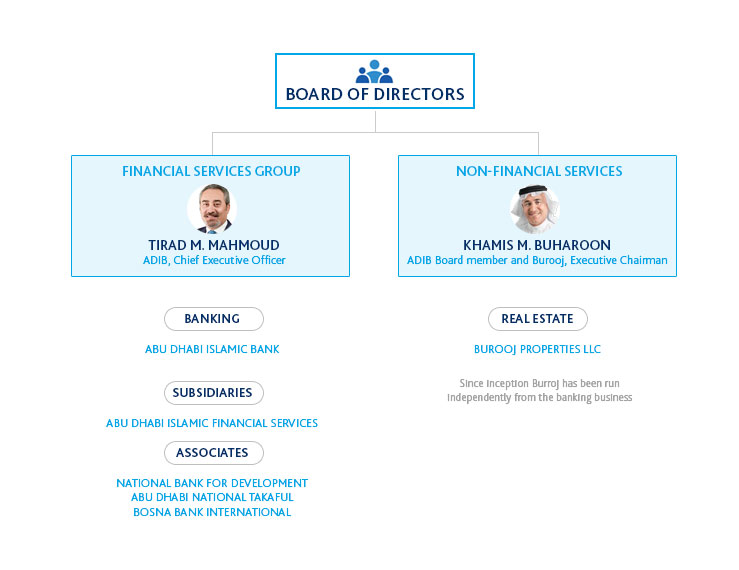 BOARD OF DIRECTORS
FINANCIAL SERVICES GROUP
TIRAD M. MAHMOUD
ADIB, Chief Executive Officer
BANKING
ABU DHABI ISLAMIC BANK
SUBSIDIARIES
ABU DHABI ISLAMIC FINANCIAL SERVICES
ASSOCIATES
NATIONAL BANK FOR DEVELOPMENT
ABU DHABI NATIONAL TAKAFUL
BOSNA BANK INTERNATIONAL
NON-FINANCIAL SERVICES
KHAMIS M. BUHAROON
ADIB Board member and Burooj, Executive Chairman
REAL ESTATE
BUROOJ PROPERTIES LLC
Since inception Burroj has been run
independently from the banking business